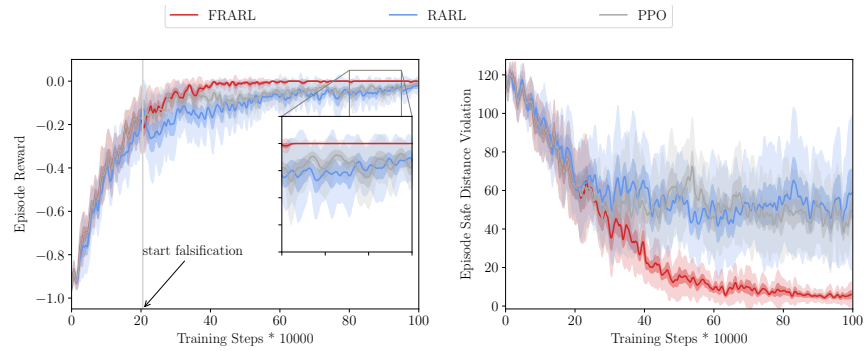 FRARL RARL PPO
0.0
−0.2
−0.4
−0.6
−0.8
−1.0
Episode Reward
start falsification
0 20 40 60 80 100
Training Steps * 10000
120
100
80
60
40
20
0
Episode Safe Distance Violation
0 20 40 60 80 100
Training Steps * 10000